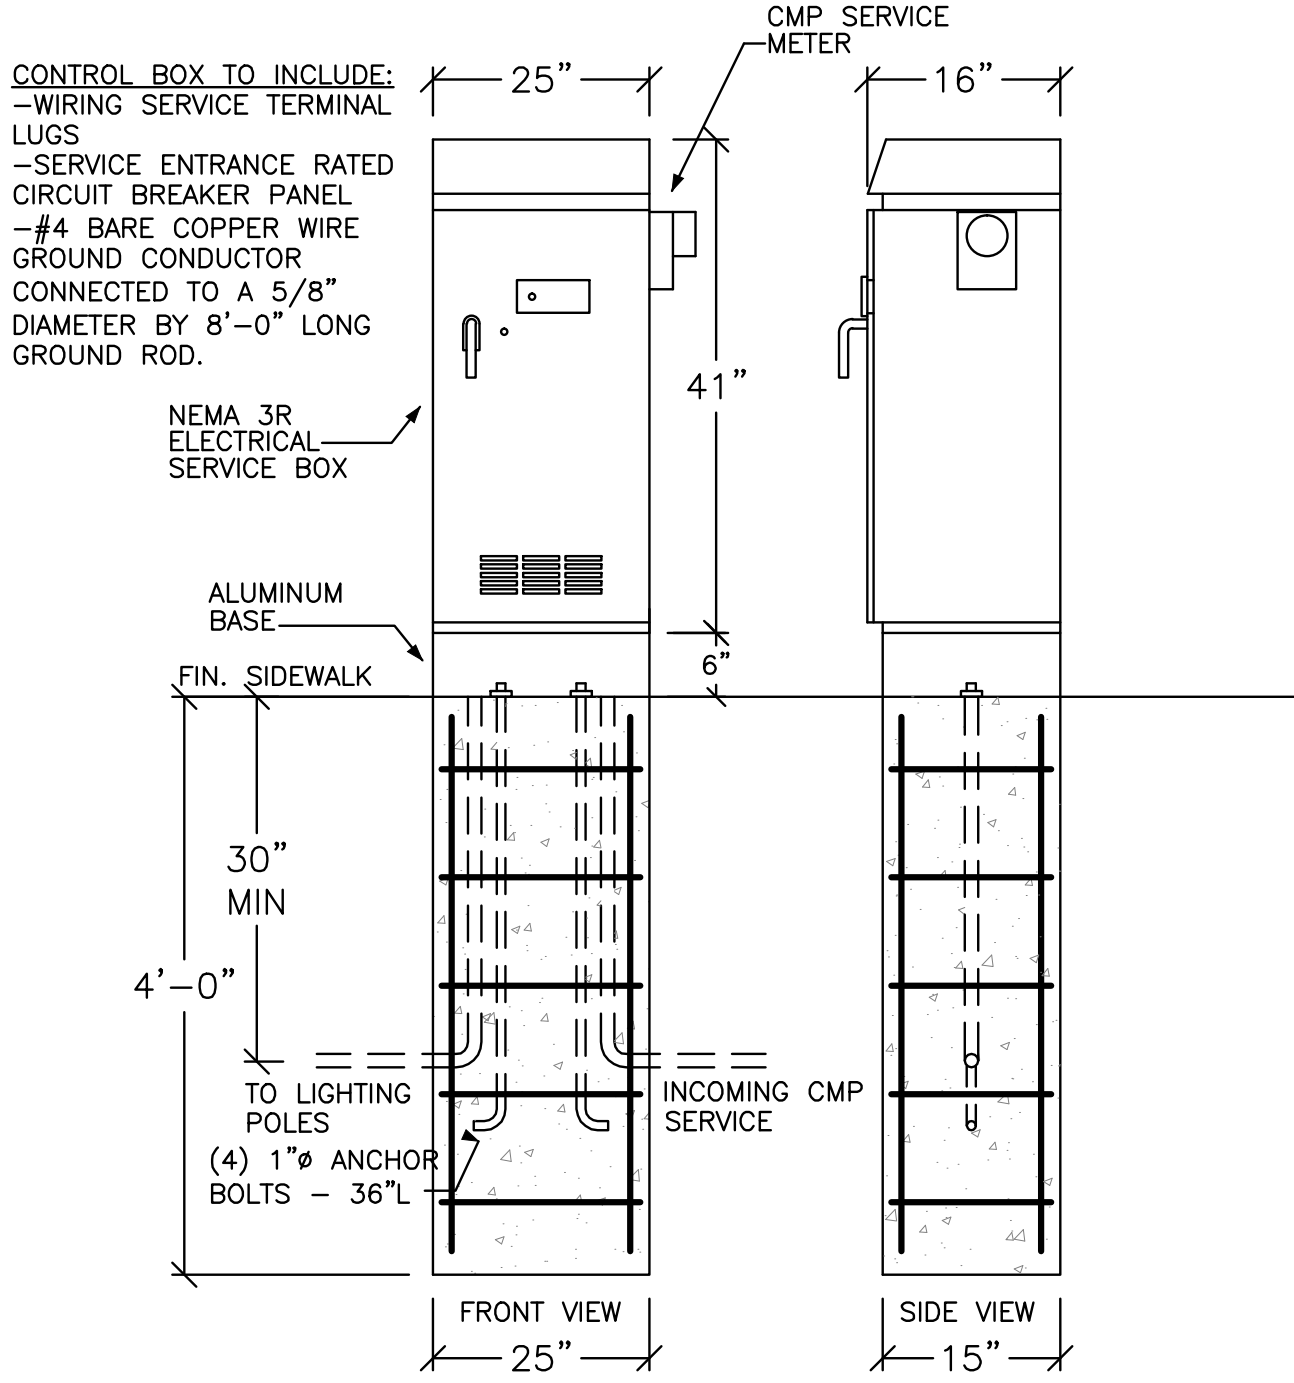 CMP SERVICE
METER
CONTROL BOX TO INCLUDE:
-WIRING SERVICE TERMINAL
LUGS
-SERVICE ENTRANCE RATED
CIRCUIT BREAKER PANEL
-#4 BARE COPPER WIRE
GROUND CONDUCTOR
CONNECTED TO A 5/8"
DIAMETER BY 8'-0" LONG
GROUND ROD.
25"
16"
41"
NEMA 3R
ELECTRICAL
SERVICE BOX
ALUMINUM
BASE
6"
FIN. SIDEWALK
30"
MIN
4'-0"
TO LIGHTING
POLES
INCOMING CMP
SERVICE
(4) 1"ø ANCHOR
BOLTS - 36"L
FRONT VIEW
SIDE VIEW
25"
15"